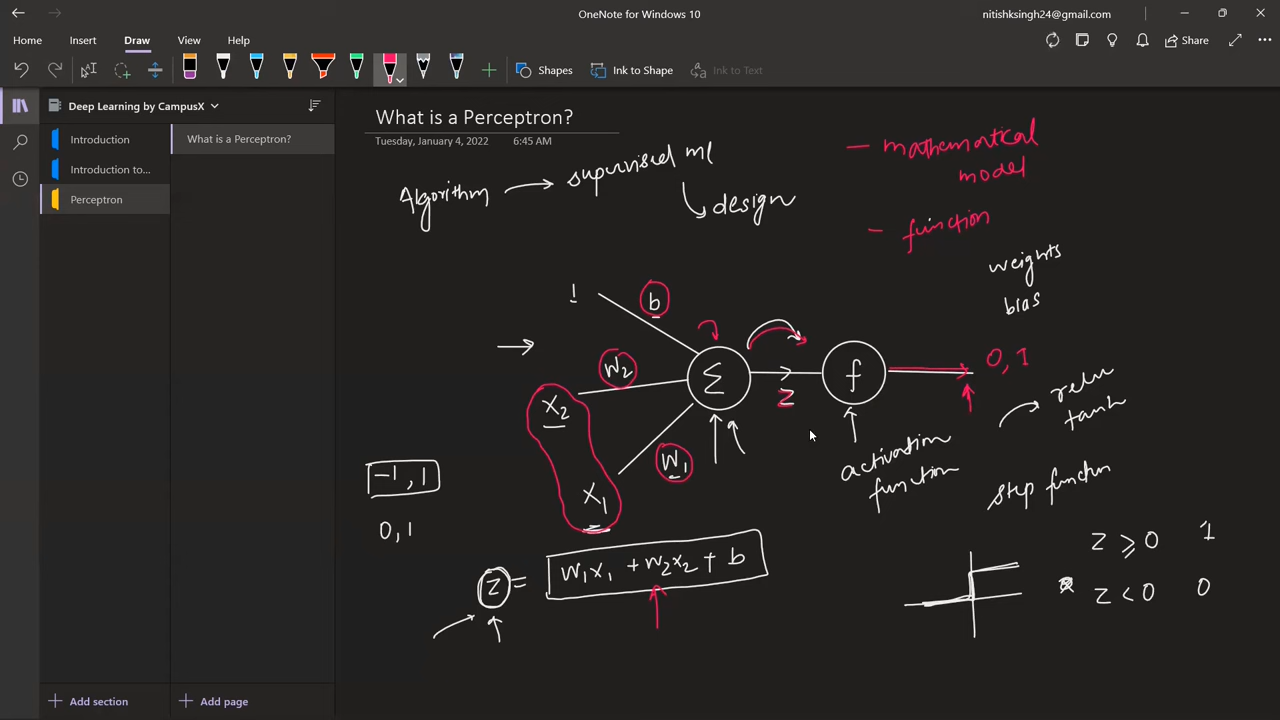 OneNote for Windows 10
nitishksingh24@gmail.com
Home
Insert
Draw
View
Help
Share
Shapes
Ink to Shape
Ink to Text
Deep Learning by CampusX
Introduction
Introduction to...
Perceptron
What is a Perceptron?
Add section
Add page
What is a Perceptron?
Tuesday, January 4, 2022 6:45 AM
Algorithm → supervised ml
design
— mathematical
model
— function
weights
bias
1
b
W2
X2
W1
X1
Σ
Z
f
0, 1
activation
function
relu
tanh
step function
-1, 1
0, 1
Z = W1X1 + W2X2 + b
Z ≥ 0 1
Z < 0 0